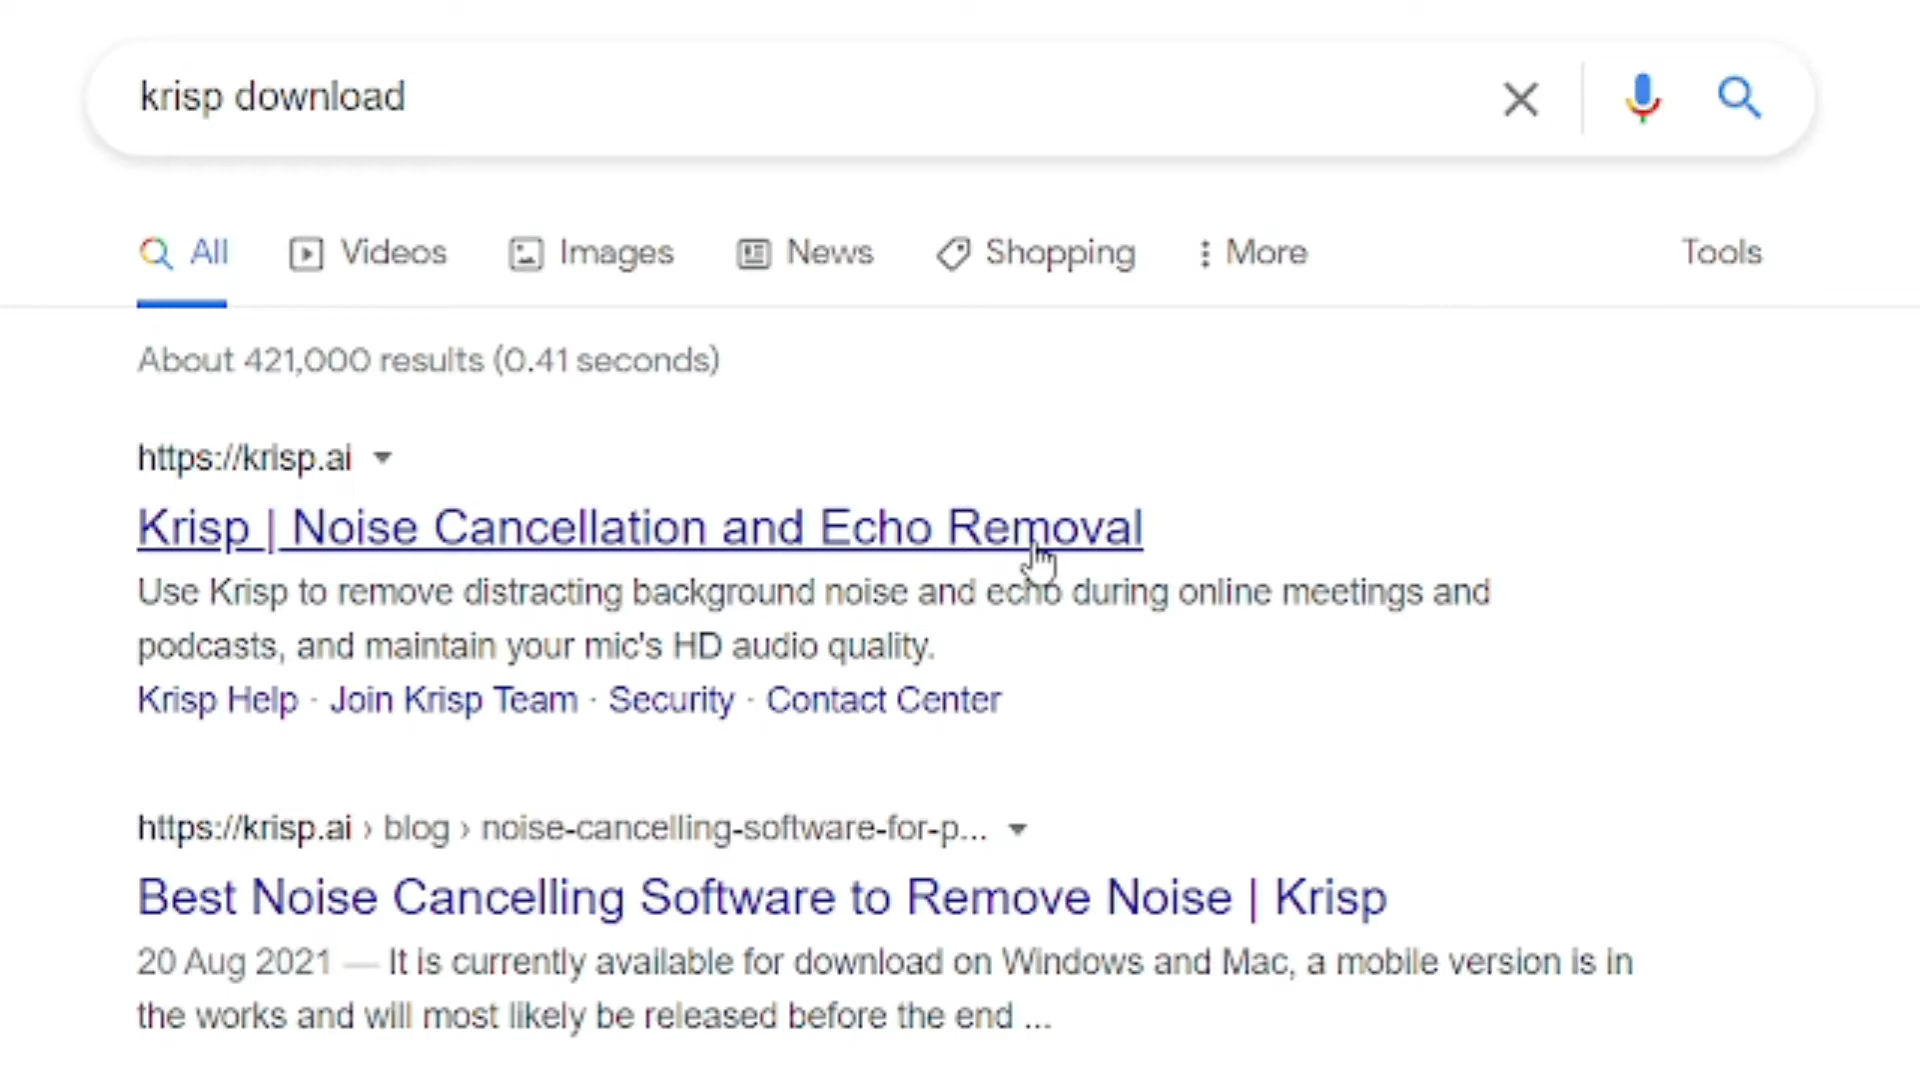 krisp download
All Videos Images News Shopping More Tools
About 421,000 results (0.41 seconds)
https://krisp.ai
Krisp | Noise Cancellation and Echo Removal
Use Krisp to remove distracting background noise and echo during online meetings and
podcasts, and maintain your mic's HD audio quality.
Krisp Help · Join Krisp Team · Security · Contact Center
https://krisp.ai › blog › noise-cancelling-software-for-p...
Best Noise Cancelling Software to Remove Noise | Krisp
20 Aug 2021 — It is currently available for download on Windows and Mac, a mobile version is in
the works and will most likely be released before the end ...